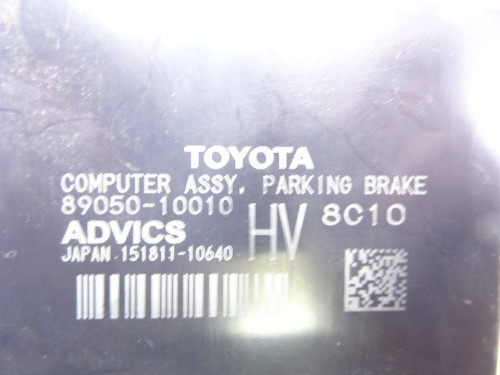 TOYOTA
COMPUTER ASSY, PARKING BRAKE
89050-10010 HV 8C10
ADVICS
JAPAN 151811-10640